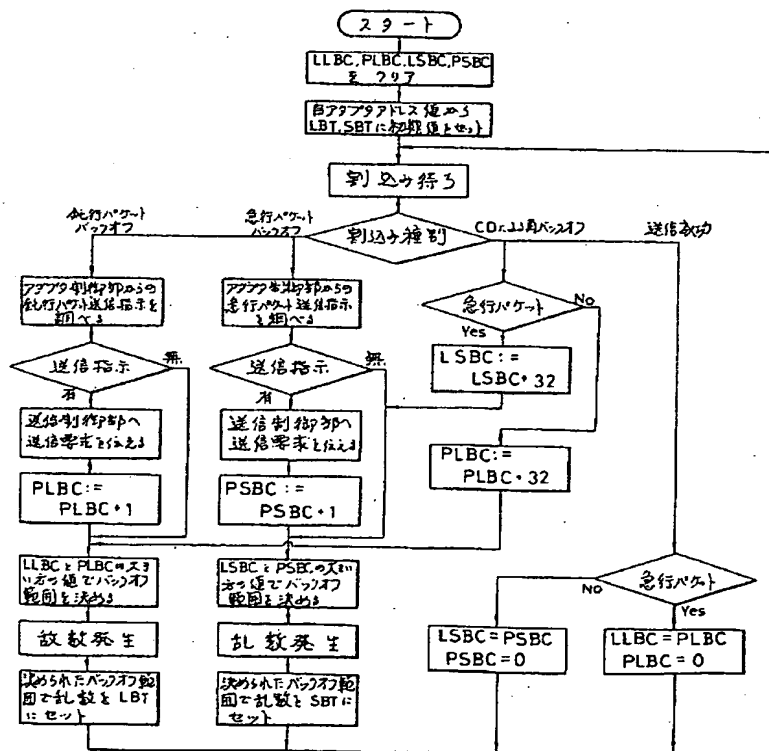 スタート
LLBC,PLBC,LSBC,PSBC
を クリア
自アダプタアドレス値から
LBT,SBTに初期値をセット
割込み待ち
割込み種別
鈍行パケット
バックオフ
急行パケット
バックオフ
CDによる再バックオフ
送信成功
アダプタ制御部からの
鈍行パケット送信指示を
調べる
送信指示
無
有
送信制御部へ
送信要求を伝える
PLBC:=
PLBC+1
LLBCとPLBCの大き
い方の値でバックオフ
範囲を決める
乱数発生
決められたバックオフ範
囲で乱数をLBT
にセット
アダプタ制御部からの
急行パケット送信指示
を調べる
送信指示
無
有
送信制御部へ
送信要求を伝える
PSBC:=
PSBC+1
LSBCとPSBCの大きい
方の値でバックオフ
範囲を決める
乱数発生
決められたバックオフ範
囲で乱数をSBTに
セット
急行パケット
No
Yes
LSBC:=
LSBC+32
PLBC:=
PLBC+32
急行パケット
No
Yes
LSBC=PSBC
PSBC=0
LLBC=PLBC
PLBC=0